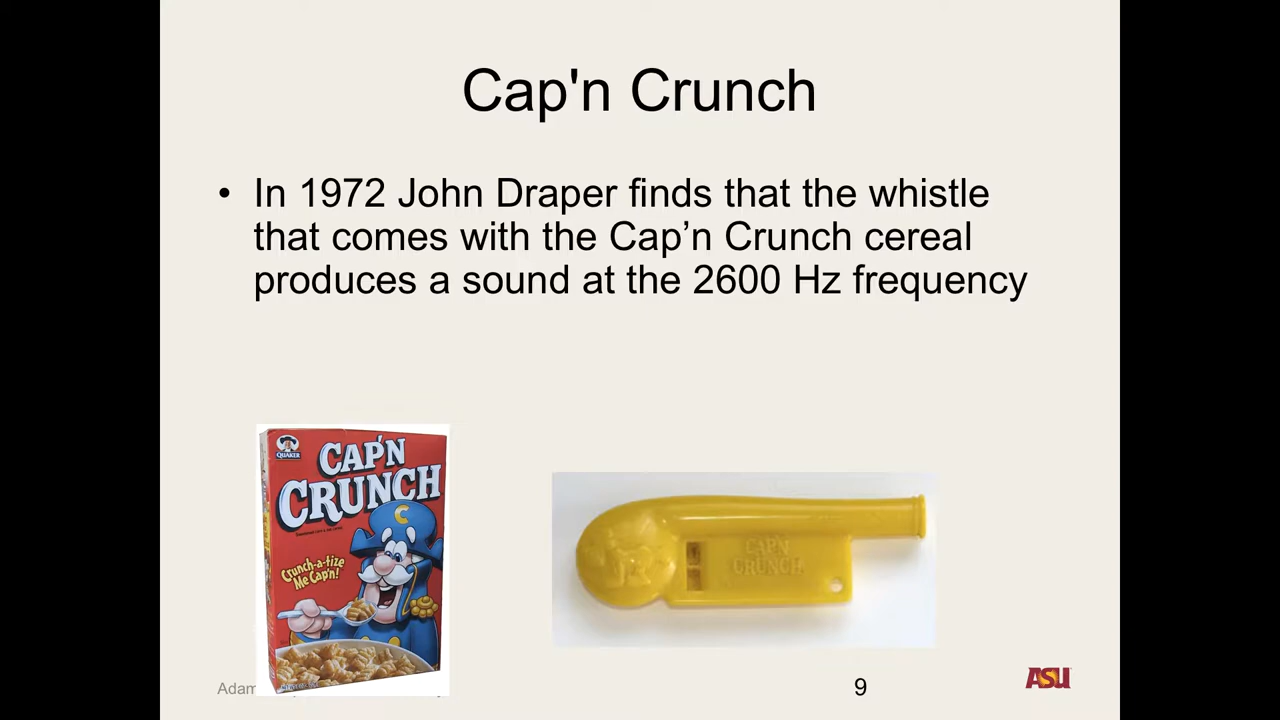 Cap'n Crunch
• In 1972 John Draper finds that the whistle
that comes with the Cap’n Crunch cereal
produces a sound at the 2600 Hz frequency
QUAKER
CAP'N
CRUNCH
C
Crunch-a-tize
Me Cap'n!
CAP'N
CRUNCH
Adam
9
ASU